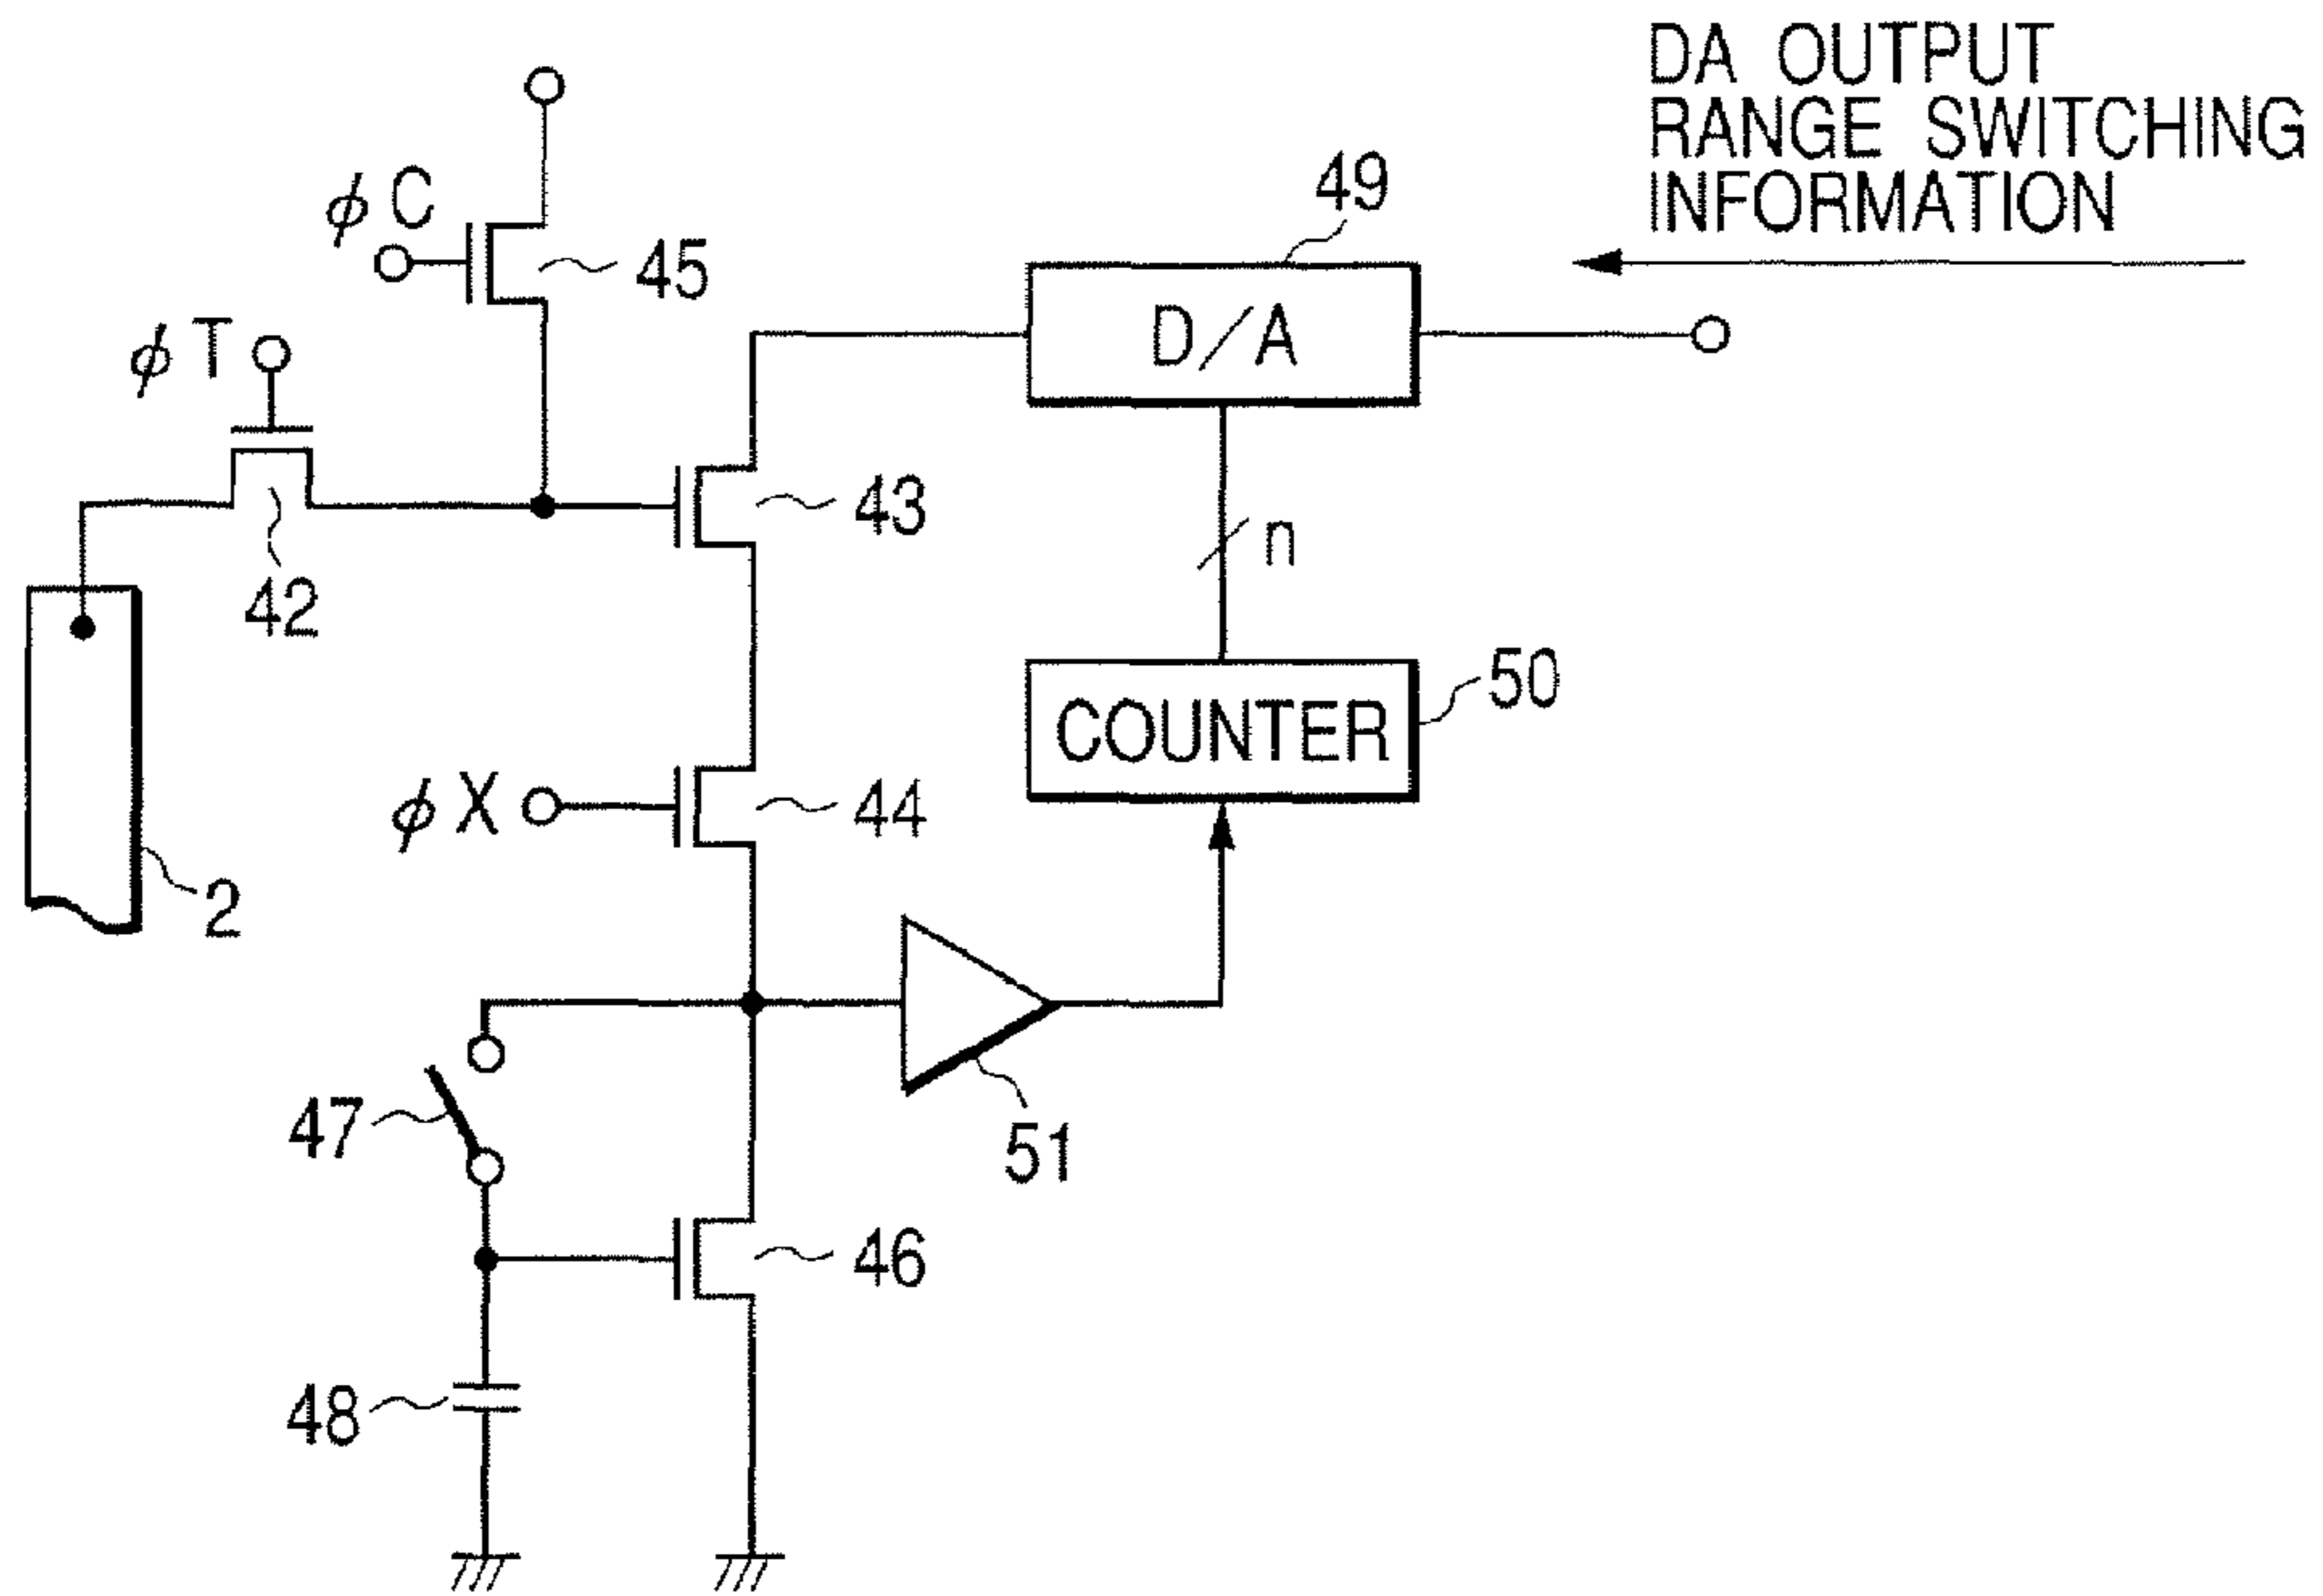 DA OUTPUT
RANGE SWITCHING
INFORMATION
49
φC
45
D/A
φT
43
n
42
50
COUNTER
φX
44
2
47
51
46
48